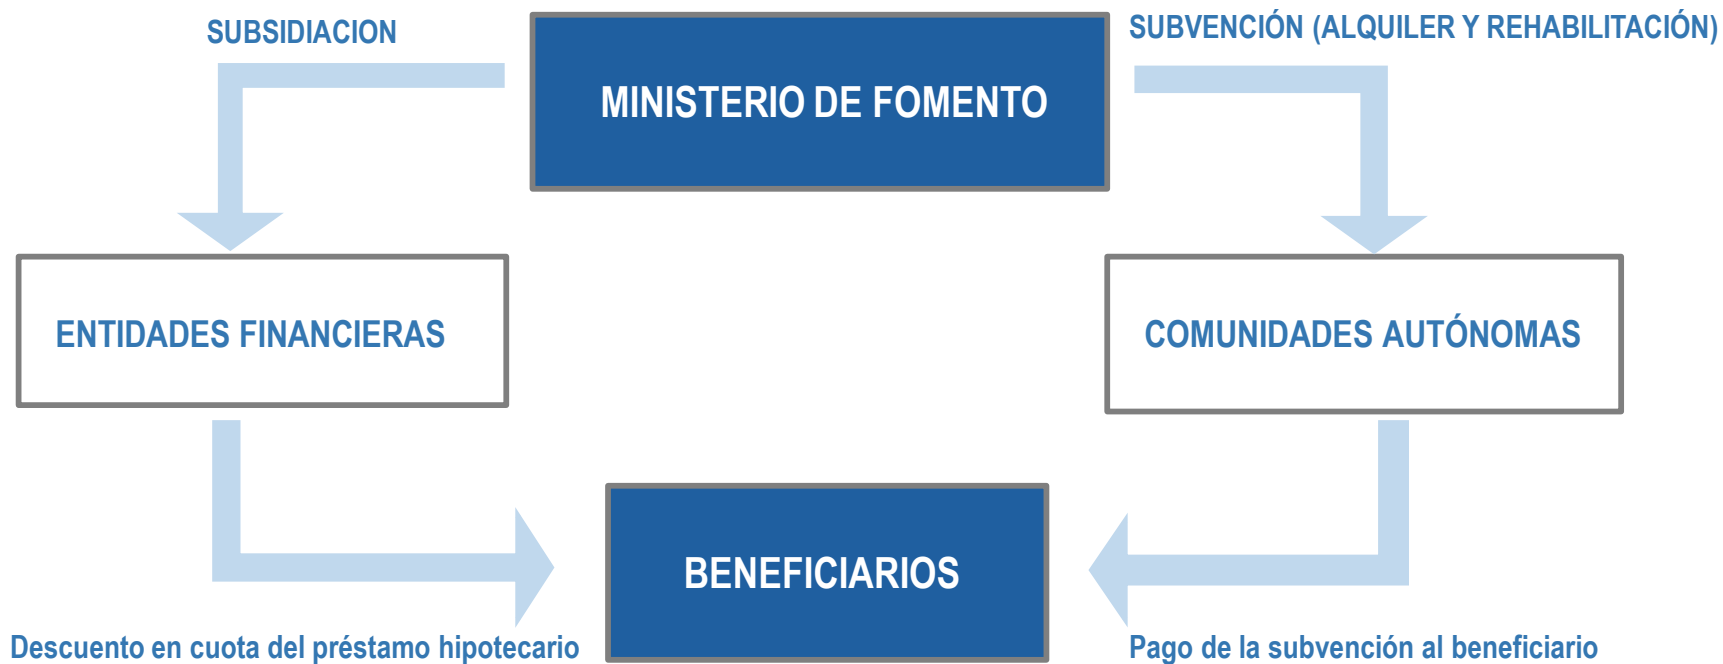 SUBSIDIACION
SUBVENCIÓN (ALQUILER Y REHABILITACIÓN)
MINISTERIO DE FOMENTO
ENTIDADES FINANCIERAS
COMUNIDADES AUTÓNOMAS
BENEFICIARIOS
Descuento en cuota del préstamo hipotecario
Pago de la subvención al beneficiario